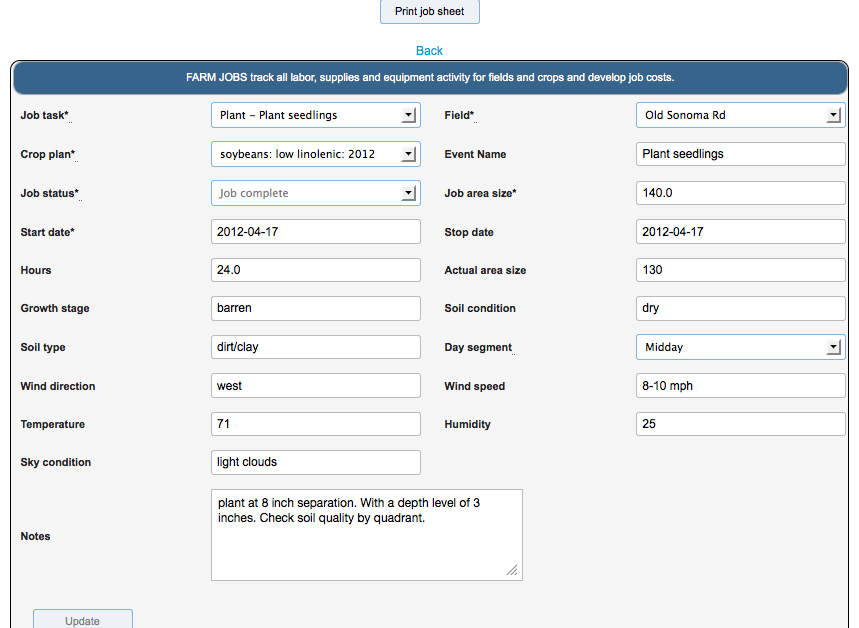 Print job sheet
Back
FARM JOBS track all labor, supplies and equipment activity for fields and crops and develop job costs.
Job task* Plant - Plant seedlings Field* Old Sonoma Rd
Crop plan* soybeans: low linolenic: 2012 Event Name Plant seedlings
Job status* Job complete Job area size* 140.0
Start date* 2012-04-17 Stop date 2012-04-17
Hours 24.0 Actual area size 130
Growth stage barren Soil condition dry
Soil type dirt/clay Day segment Midday
Wind direction west Wind speed 8-10 mph
Temperature 71 Humidity 25
Sky condition light clouds
plant at 8 inch separation. With a depth level of 3
inches. Check soil quality by quadrant.
Notes
Update